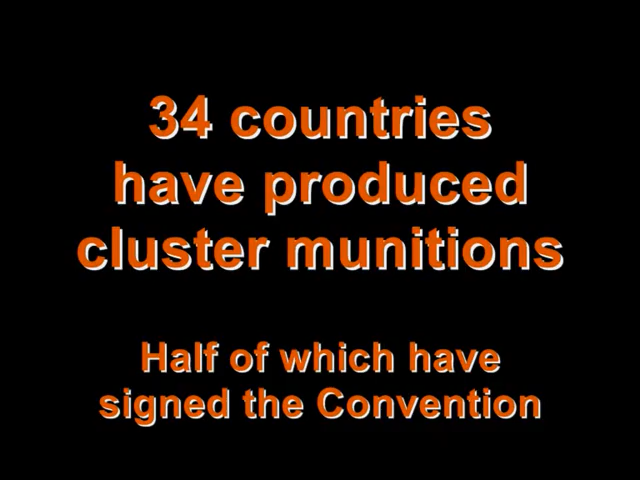 34 countries
have produced
cluster munitions
Half of which have
signed the Convention